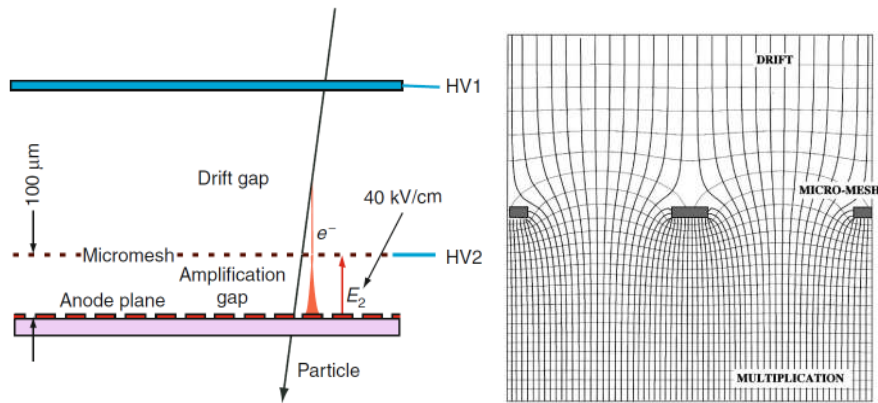 HV1
100 μm
Drift gap
40 kV/cm
e⁻
Micromesh
HV2
Amplification
gap
E₂
Anode plane
Particle
DRIFT
MICRO-MESH
MULTIPLICATION